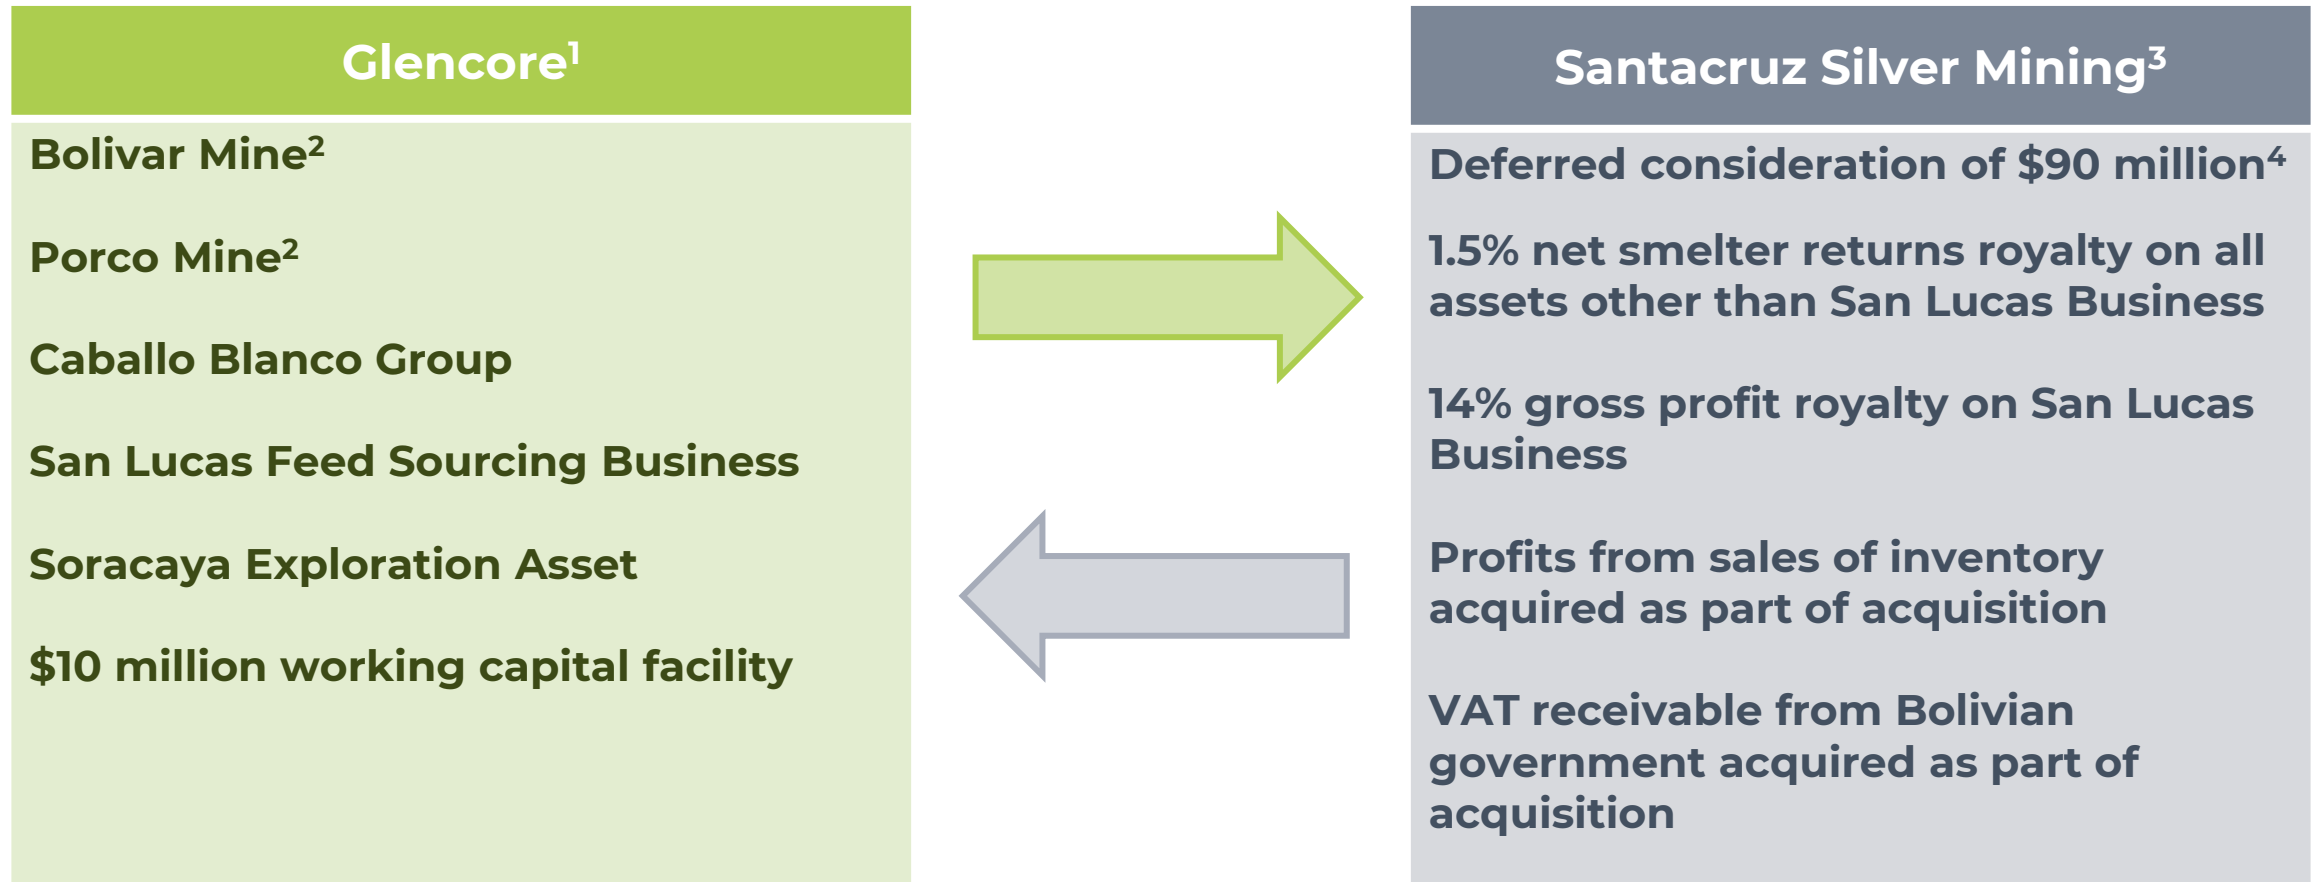 Glencore¹
Bolivar Mine²
Porco Mine²
Caballo Blanco Group
San Lucas Feed Sourcing Business
Soracaya Exploration Asset
$10 million working capital facility
Santacruz Silver Mining³
Deferred consideration of $90 million⁴
1.5% net smelter returns royalty on all
assets other than San Lucas Business
14% gross profit royalty on San Lucas
Business
Profits from sales of inventory
acquired as part of acquisition
VAT receivable from Bolivian
government acquired as part of
acquisition